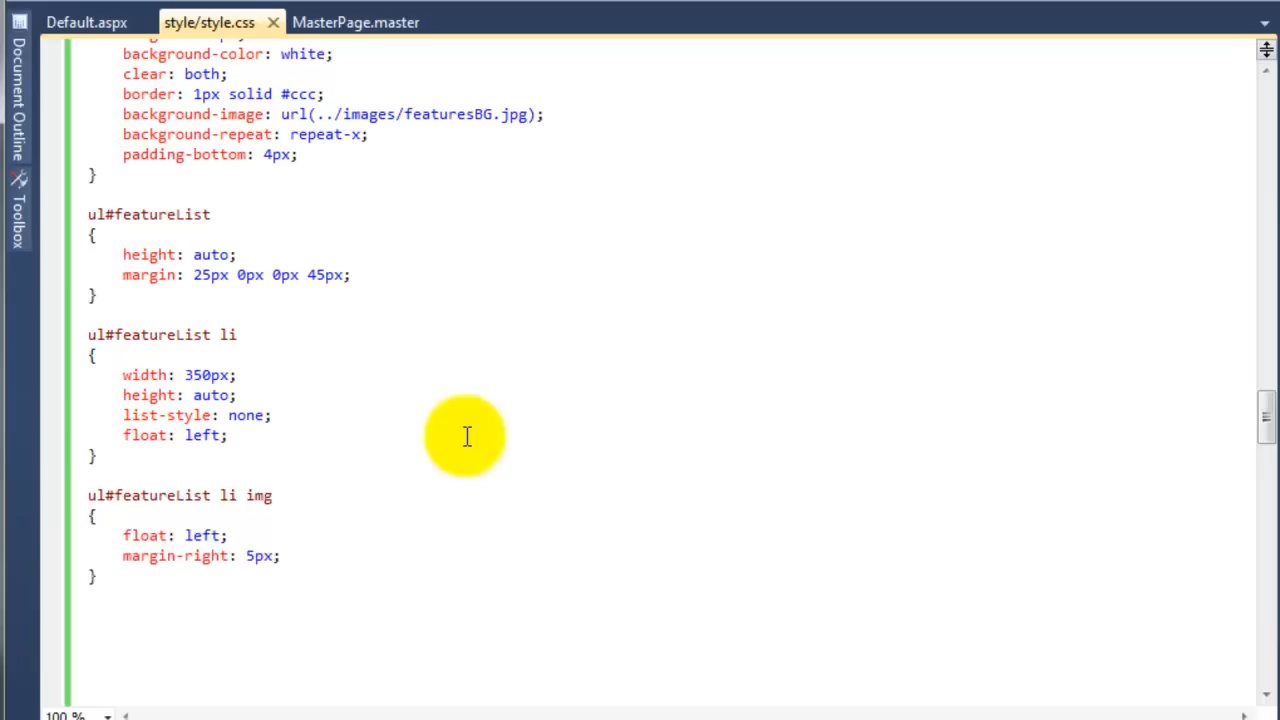 Default.aspx
style/style.css
MasterPage.master
Document Outline
Toolbox
background-color: white;
clear: both;
border: 1px solid #ccc;
background-image: url(../images/featuresBG.jpg);
background-repeat: repeat-x;
padding-bottom: 4px;
}
ul#featureList
{
height: auto;
margin: 25px 0px 0px 45px;
}
ul#featureList li
{
width: 350px;
height: auto;
list-style: none;
float: left;
}
ul#featureList li img
{
float: left;
margin-right: 5px;
}
100 %